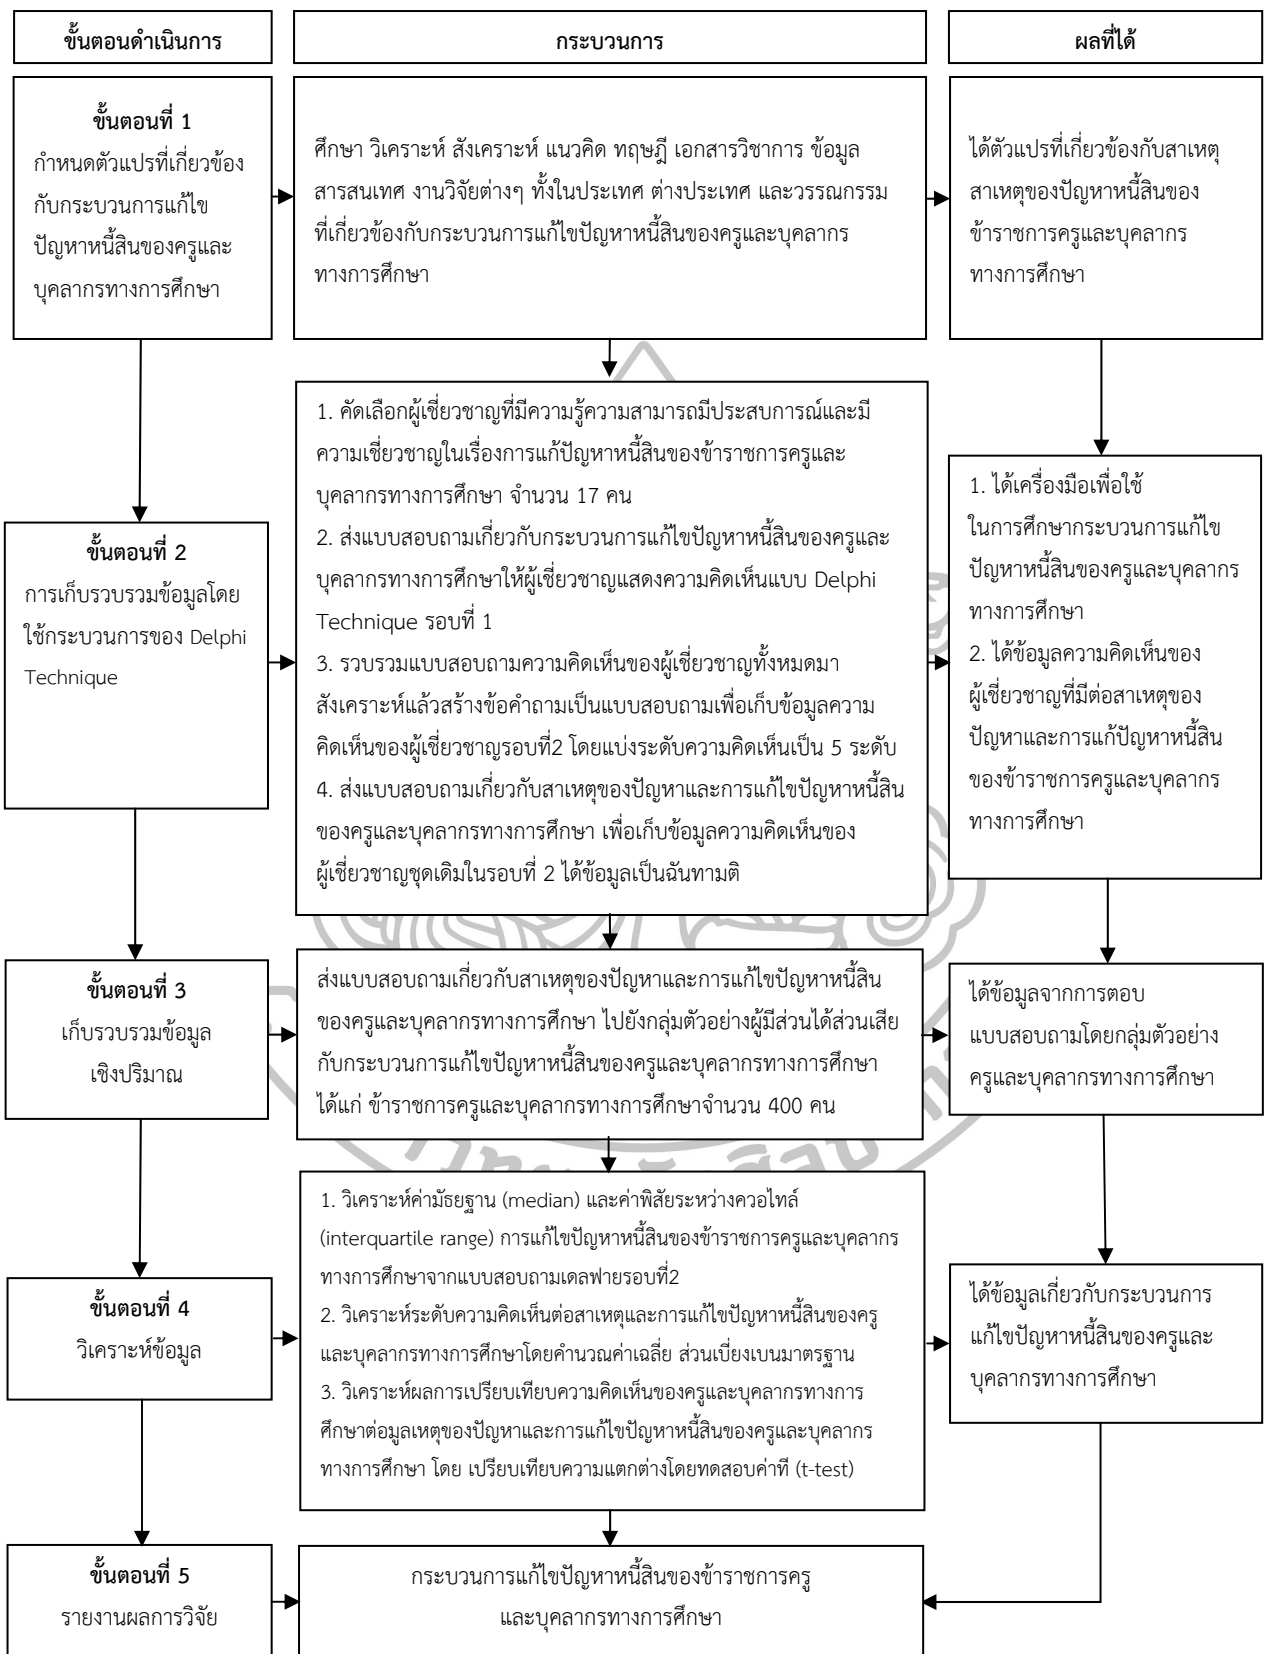 ขั้นตอนดำเนินการ
กระบวนการ
ผลที่ได้
ขั้นตอนที่ 1
กำหนดตัวแปรที่เกี่ยวข้อง
กับกระบวนการแก้ไข
ปัญหาหนี้สินของครูและ
บุคลากรทางการศึกษา
ศึกษา วิเคราะห์ สังเคราะห์ แนวคิด ทฤษฎี เอกสารวิชาการ ข้อมูล
สารสนเทศ งานวิจัยต่างๆ ทั้งในประเทศ ต่างประเทศ และวรรณกรรม
ที่เกี่ยวข้องกับกระบวนการแก้ไขปัญหาหนี้สินของครูและบุคลากร
ทางการศึกษา
ได้ตัวแปรที่เกี่ยวข้องกับสาเหตุ
สาเหตุของปัญหาหนี้สินของ
ข้าราชการครูและบุคลากร
ทางการศึกษา
ขั้นตอนที่ 2
การเก็บรวบรวมข้อมูลโดย
ใช้กระบวนการของ Delphi
Technique
1. คัดเลือกผู้เชี่ยวชาญที่มีความรู้ความสามารถมีประสบการณ์และมี
ความเชี่ยวชาญในเรื่องการแก้ปัญหาหนี้สินของข้าราชการครูและ
บุคลากรทางการศึกษา จำนวน 17 คน
2. ส่งแบบสอบถามเกี่ยวกับกระบวนการแก้ไขปัญหาหนี้สินของครูและ
บุคลากรทางการศึกษาให้ผู้เชี่ยวชาญแสดงความคิดเห็นแบบ Delphi
Technique รอบที่ 1
3. รวบรวมแบบสอบถามความคิดเห็นของผู้เชี่ยวชาญทั้งหมดมา
สังเคราะห์แล้วสร้างข้อคำถามเป็นแบบสอบถามเพื่อเก็บข้อมูลความ
คิดเห็นของผู้เชี่ยวชาญรอบที่2 โดยแบ่งระดับความคิดเห็นเป็น 5 ระดับ
4. ส่งแบบสอบถามเกี่ยวกับสาเหตุของปัญหาและการแก้ไขปัญหาหนี้สิน
ของครูและบุคลากรทางการศึกษา เพื่อเก็บข้อมูลความคิดเห็นของ
ผู้เชี่ยวชาญชุดเดิมในรอบที่ 2 ได้ข้อมูลเป็นฉันทามติ
1. ได้เครื่องมือเพื่อใช้
ในการศึกษากระบวนการแก้ไข
ปัญหาหนี้สินของครูและบุคลากร
ทางการศึกษา
2. ได้ข้อมูลความคิดเห็นของ
ผู้เชี่ยวชาญที่มีต่อสาเหตุของ
ปัญหาและการแก้ปัญหาหนี้สิน
ของข้าราชการครูและบุคลากร
ทางการศึกษา
ขั้นตอนที่ 3
เก็บรวบรวมข้อมูล
เชิงปริมาณ
ส่งแบบสอบถามเกี่ยวกับสาเหตุของปัญหาและการแก้ไขปัญหาหนี้สิน
ของครูและบุคลากรทางการศึกษา ไปยังกลุ่มตัวอย่างผู้มีส่วนได้ส่วนเสีย
กับกระบวนการแก้ไขปัญหาหนี้สินของครูและบุคลากรทางการศึกษา
ได้แก่ ข้าราชการครูและบุคลากรทางการศึกษาจำนวน 400 คน
ได้ข้อมูลจากการตอบ
แบบสอบถามโดยกลุ่มตัวอย่าง
ครูและบุคลากรทางการศึกษา
ขั้นตอนที่ 4
วิเคราะห์ข้อมูล
1. วิเคราะห์ค่ามัธยฐาน (median) และค่าพิสัยระหว่างควอไทล์
(interquartile range) การแก้ไขปัญหาหนี้สินของข้าราชการครูและบุคลากร
ทางการศึกษาจากแบบสอบถามเดลฟายรอบที่2
2. วิเคราะห์ระดับความคิดเห็นต่อสาเหตุและการแก้ไขปัญหาหนี้สินของครู
และบุคลากรทางการศึกษาโดยคำนวณค่าเฉลี่ย ส่วนเบี่ยงเบนมาตรฐาน
3. วิเคราะห์ผลการเปรียบเทียบความคิดเห็นของครูและบุคลากรทางการ
ศึกษาต่อมูลเหตุของปัญหาและการแก้ไขปัญหาหนี้สินของครูและบุคลากร
ทางการศึกษา โดย เปรียบเทียบความแตกต่างโดยทดสอบค่าที (t-test)
ได้ข้อมูลเกี่ยวกับกระบวนการ
แก้ไขปัญหาหนี้สินของครูและ
บุคลากรทางการศึกษา
ขั้นตอนที่ 5
รายงานผลการวิจัย
กระบวนการแก้ไขปัญหาหนี้สินของข้าราชการครู
และบุคลากรทางการศึกษา